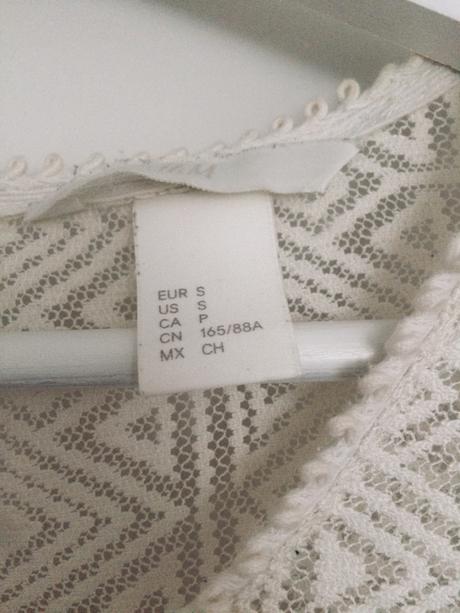 EUR S
US S
CA P
CN 165/88A
MX CH